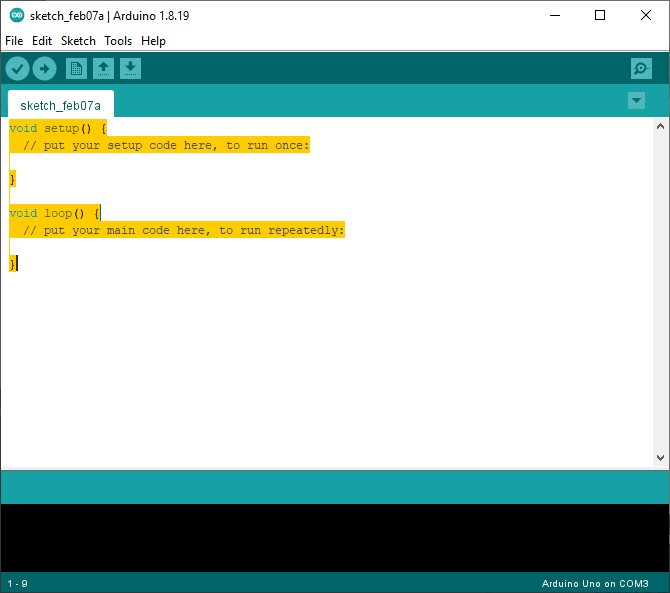 sketch_feb07a | Arduino 1.8.19
File Edit Sketch Tools Help
sketch_feb07a
void setup() {
  // put your setup code here, to run once:
}
void loop() {
  // put your main code here, to run repeatedly:
}
1 - 9
Arduino Uno on COM3